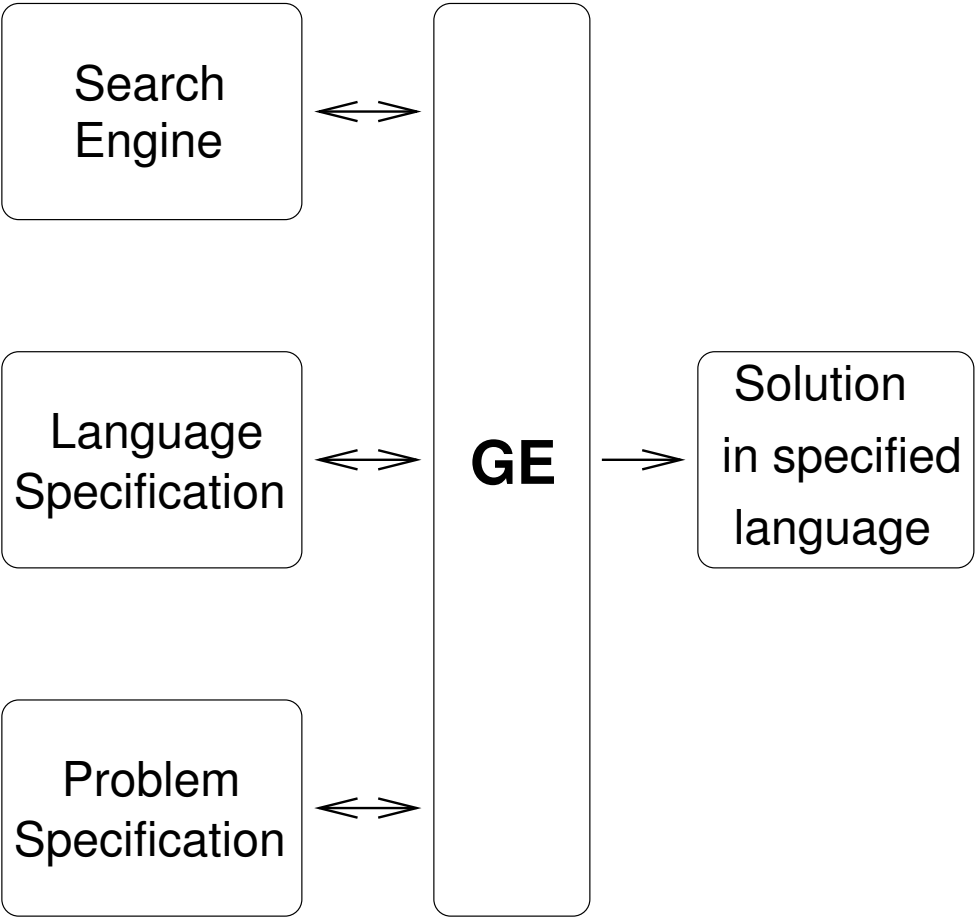 Search
Engine
Language
Specification
Problem
Specification
GE
Solution
in specified
language